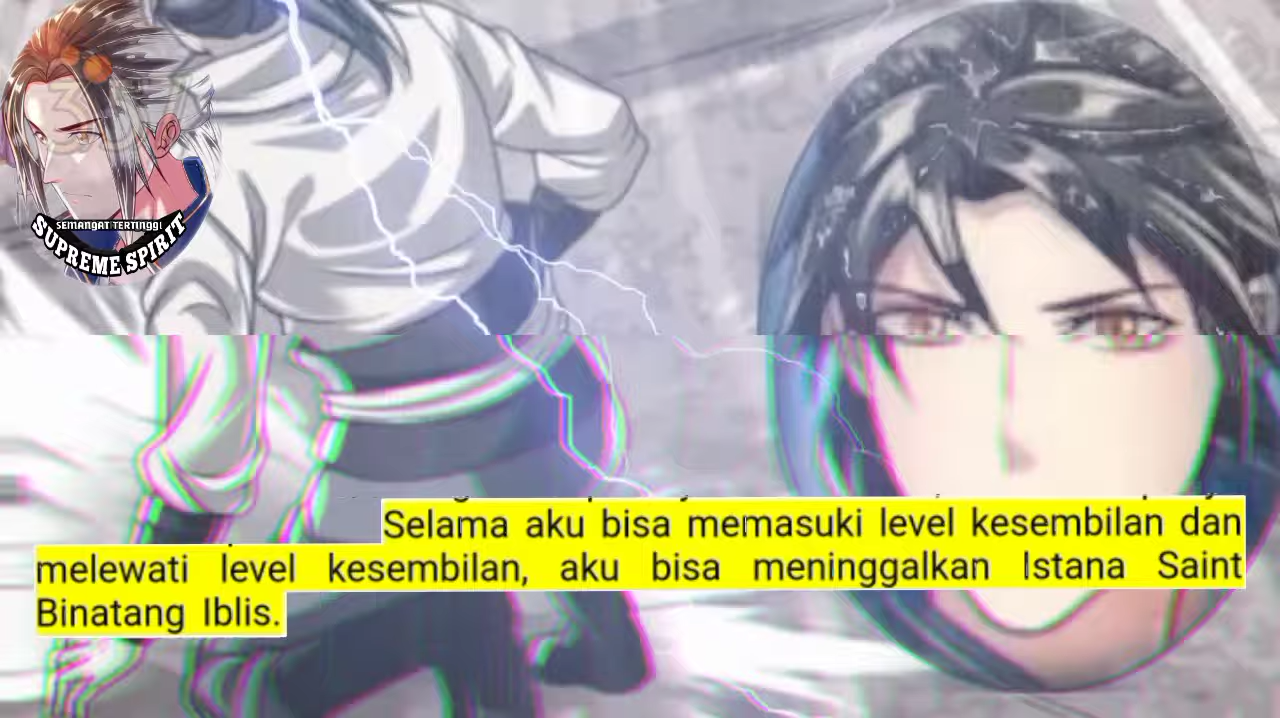 SEMANGAT TERTINGGI
SUPREME SPIRIT
Selama aku bisa memasuki level kesembilan dan
melewati level kesembilan, aku bisa meninggalkan Istana Saint
Binatang Iblis.